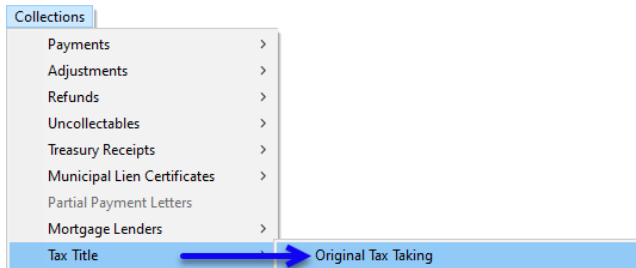 Collections
Payments
Adjustments
Refunds
Uncollectables
Treasury Receipts
Municipal Lien Certificates
Partial Payment Letters
Mortgage Lenders
Tax Title
Original Tax Taking